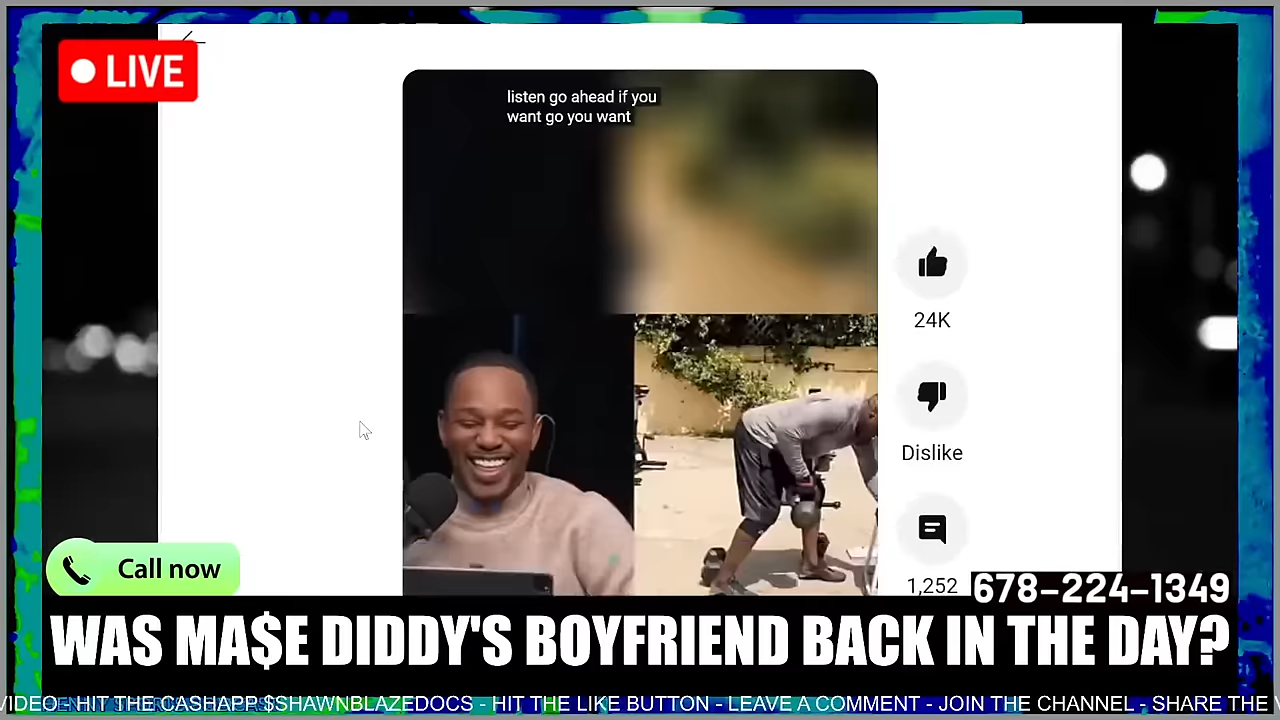 LIVE
listen go ahead if you
want go you want
24K
Dislike
1,252
Call now
678-224-1349
WAS MA$E DIDDY'S BOYFRIEND BACK IN THE DAY?
VIDEO - HIT THE CASHAPP $SHAWNBLAZEDOCS - HIT THE LIKE BUTTON - LEAVE A COMMENT - JOIN THE CHANNEL - SHARE THE